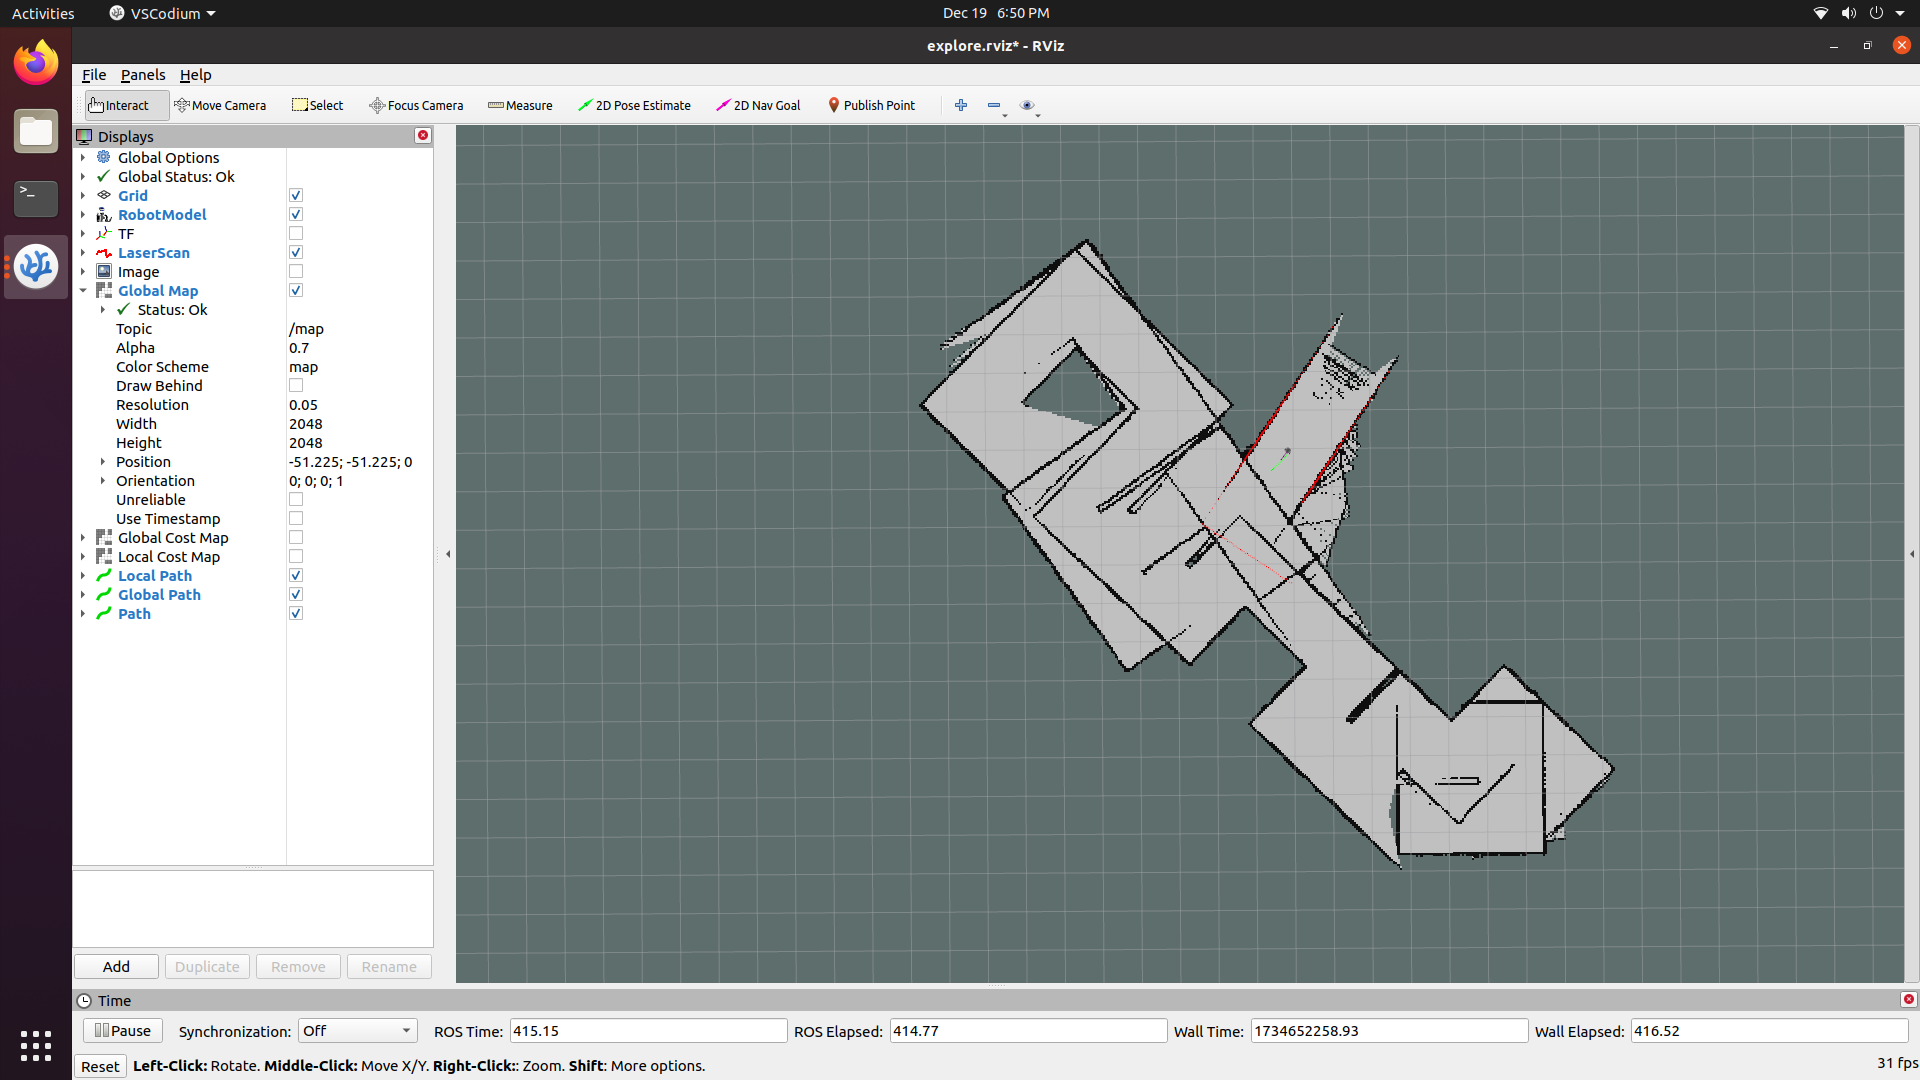 Activities VSCodium Dec 19 6:50 PM
explore.rviz* - RViz
File Panels Help
Interact Move Camera Select Focus Camera Measure 2D Pose Estimate 2D Nav Goal Publish Point
Displays
Global Options
Global Status: Ok
Grid
RobotModel
TF
LaserScan
Image
Global Map
Status: Ok
Topic /map
Alpha 0.7
Color Scheme map
Draw Behind
Resolution 0.05
Width 2048
Height 2048
Position -51.225; -51.225; 0
Orientation 0; 0; 0; 1
Unreliable
Use Timestamp
Global Cost Map
Local Cost Map
Local Path
Global Path
Path
Add Duplicate Remove Rename
Time
Pause Synchronization: Off ROS Time: 415.15 ROS Elapsed: 414.77 Wall Time: 1734652258.93 Wall Elapsed: 416.52
Reset Left-Click: Rotate. Middle-Click: Move X/Y. Right-Click:: Zoom. Shift: More options. 31 fps